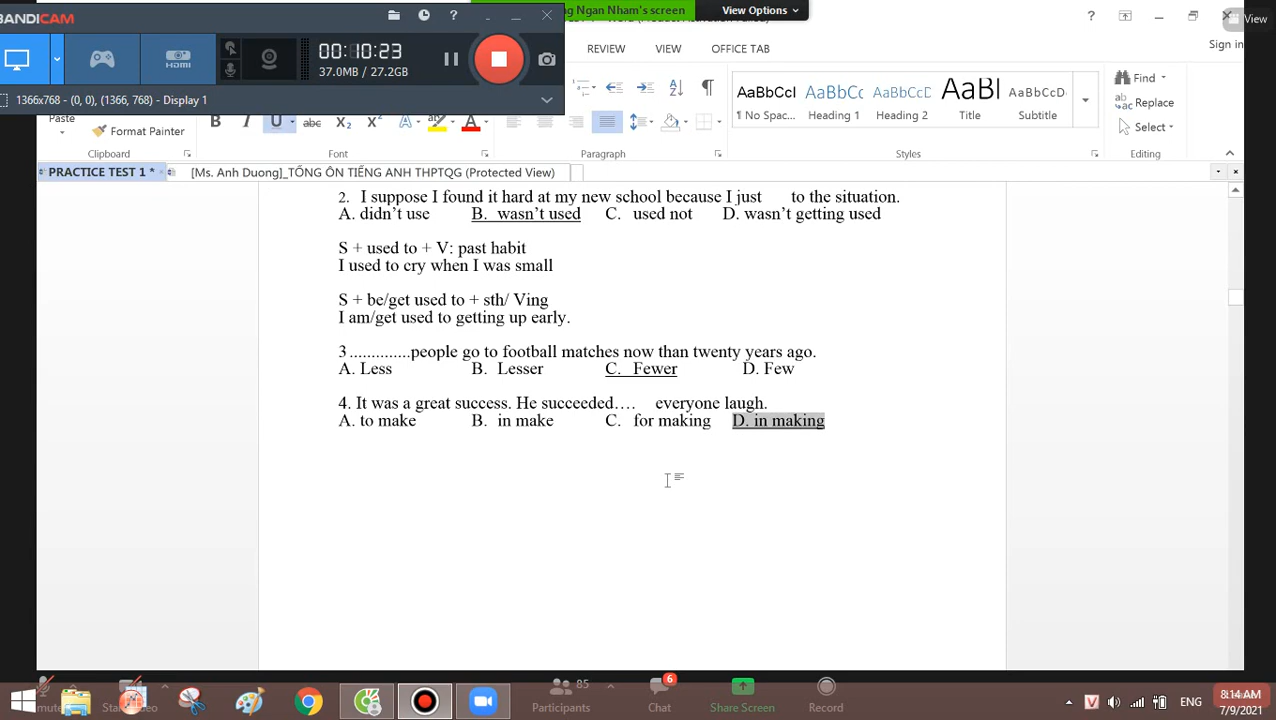 BANDICAM
ng Ngan Nham's screen
View Options
View
00:10:23
37.0MB / 27.2GB
1366x768 - (0, 0), (1366, 768) - Display 1
REVIEW VIEW OFFICE TAB
Sign in
Paste
Format Painter
AaBbCcI AaBbCc AaBbCcD AaBbI AaBbCcD
¶ No Spac... Heading 1 Heading 2 Title Subtitle
Find
Replace
Select
Clipboard Font Paragraph Styles Editing
PRACTICE TEST 1 * [Ms. Anh Duong]_TỔNG ÔN TIẾNG ANH THPTQG (Protected View)
2. I suppose I found it hard at my new school because I just to the situation.
A. didn't use B. wasn't used C. used not D. wasn't getting used
S + used to + V: past habit
I used to cry when I was small
S + be/get used to + sth/ Ving
I am/get used to getting up early.
3..............people go to football matches now than twenty years ago.
A. Less B. Lesser C. Fewer D. Few
4. It was a great success. He succeeded…. everyone laugh.
A. to make B. in make C. for making D. in making
Participants 85
Chat 6
Share Screen
Record
ENG
8:14 AM
7/9/2021